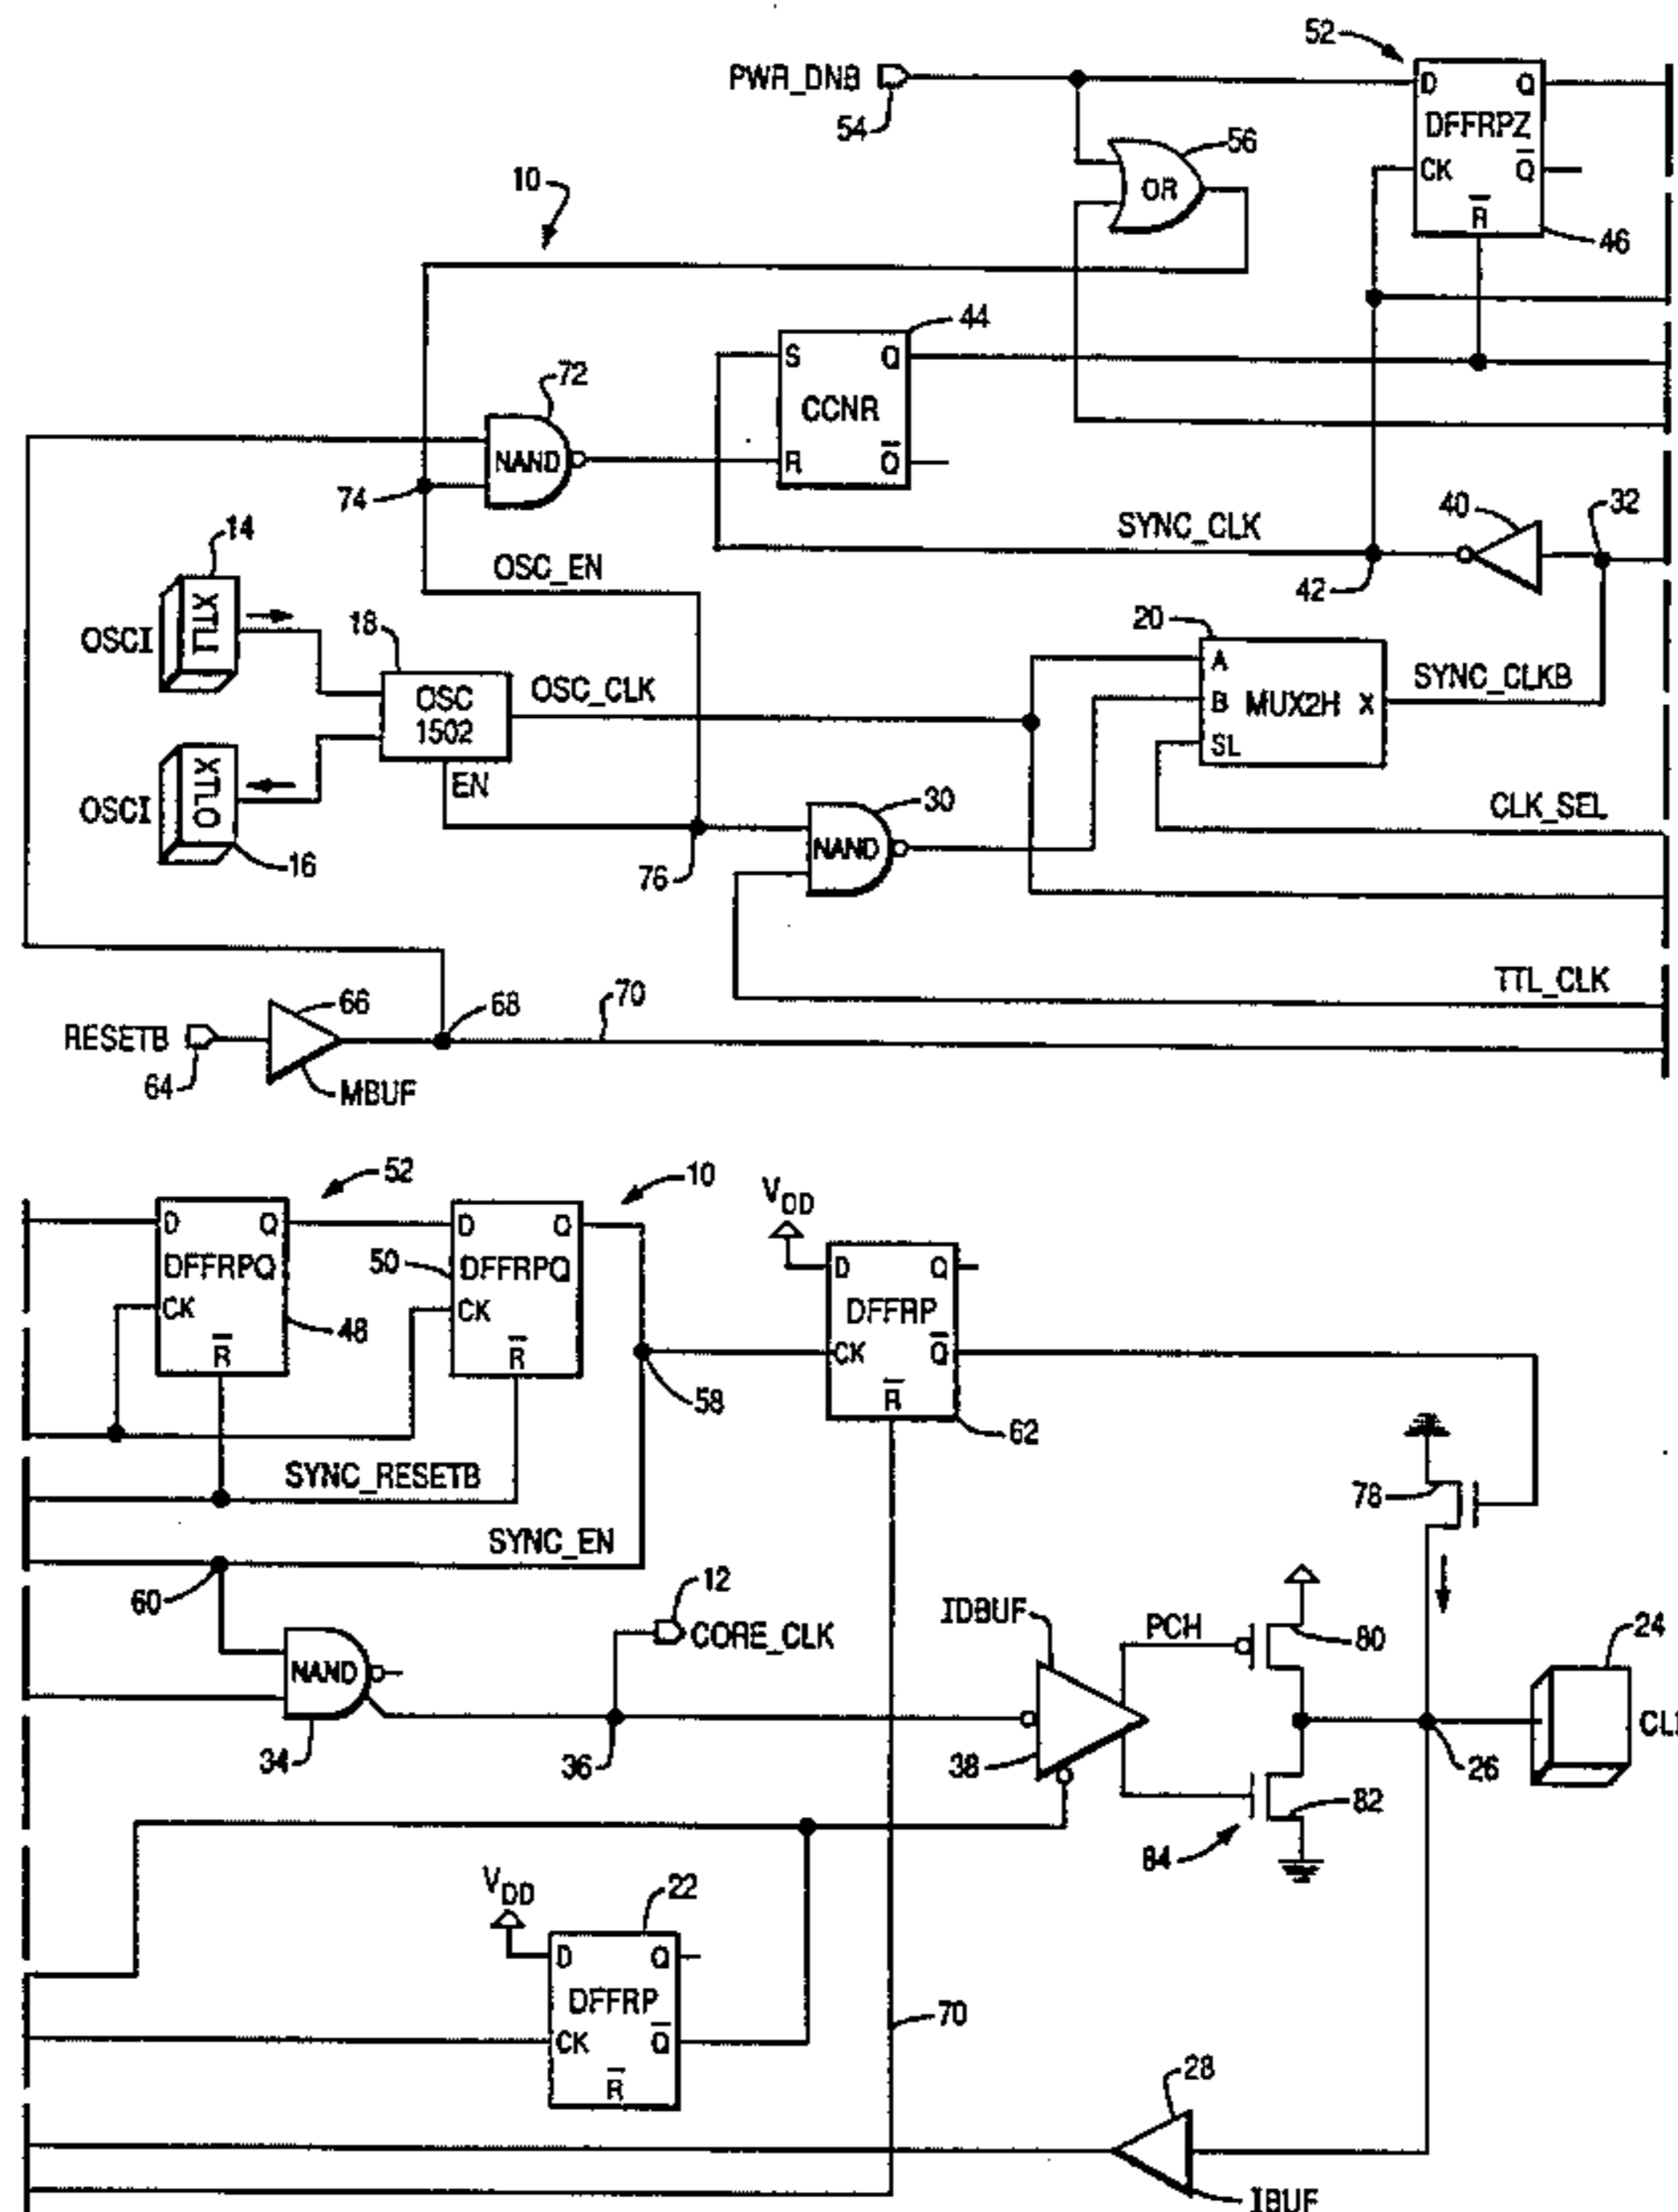 52
PWR_DNB
54
D Q
DFFRPZ
CK Q
R
46
56
OR
10
44
S Q
CCNR
R Q
72
NAND
74
SYNC_CLK
40
32
42
OSC_EN
14
XTLI
OSCI
18
OSC
1502
OSC_CLK
EN
20
A
B MUX2H X
SL
SYNC_CLKB
XTLO
OSCI
16
30
NAND
76
CLK_SEL
TTL_CLK
RESETB
66
68
70
64
MBUF
52
10
VDD
D Q
DFFRPQ
CK
R
48
50
D Q
DFFRPQ
CK
R
D Q
DFFRP
CK Q
R
58
62
SYNC_RESETB
78
SYNC_EN
60
12
CORE_CLK
IDBUF
PCH
80
24
NAND
34
36
38
26
82
84
VDD
22
D Q
DFFRP
CK Q
R
70
28
IBUF